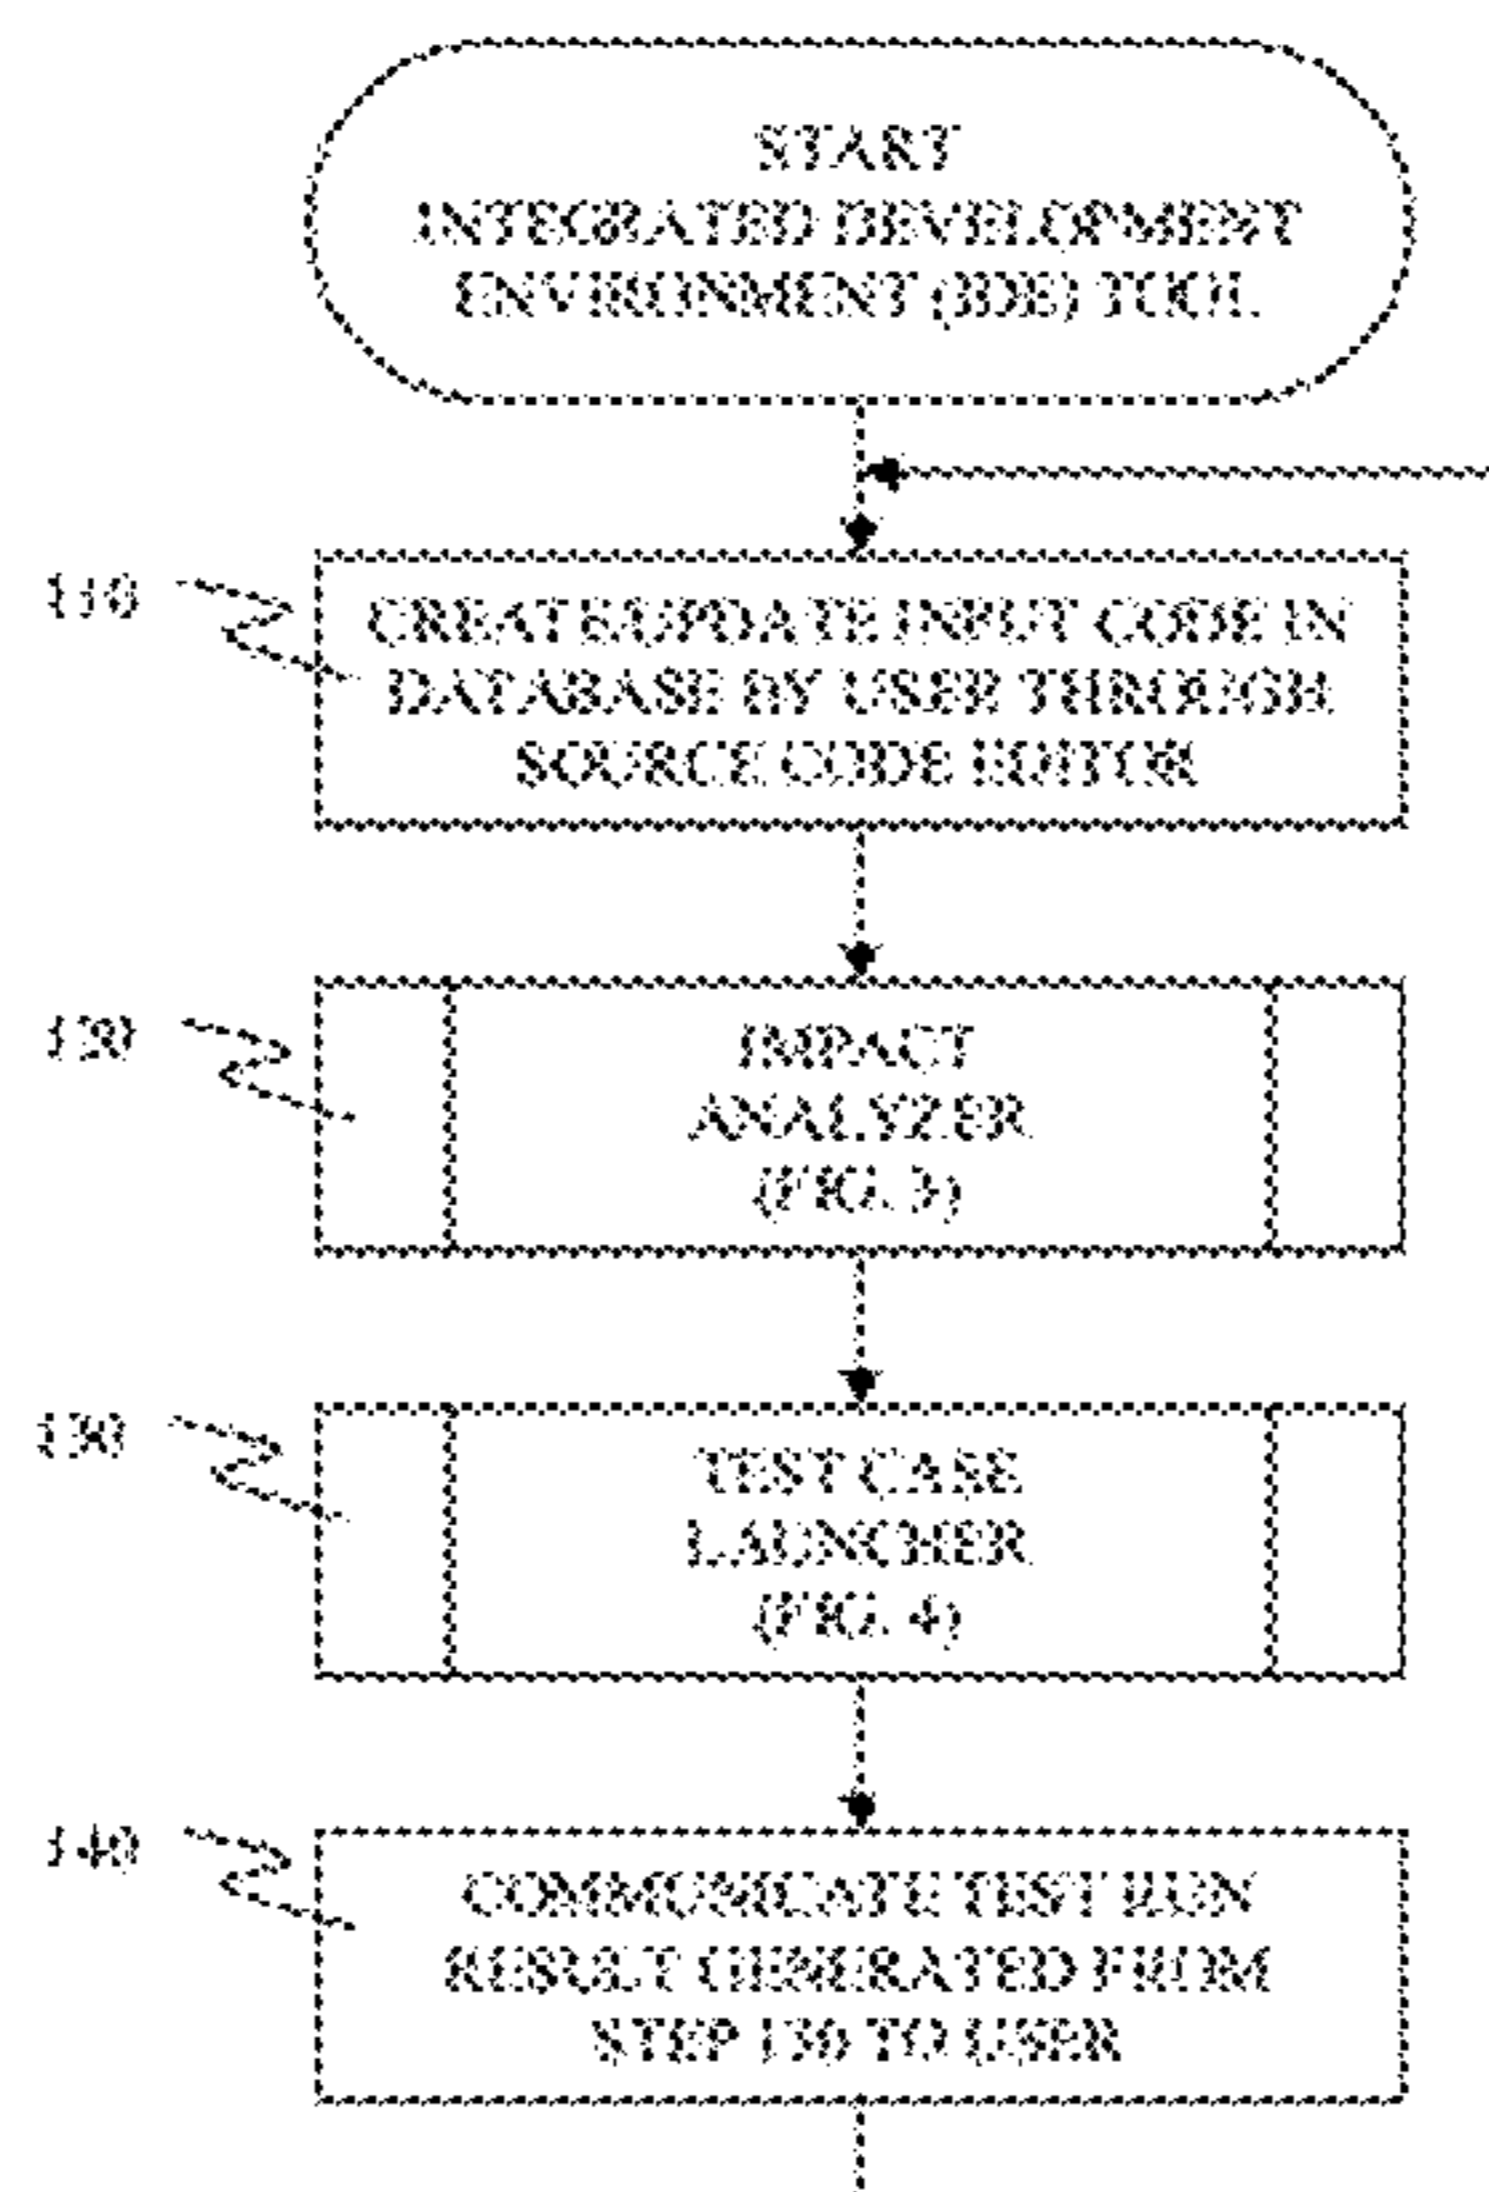 START
INTEGRATED DEVELOPMENT
ENVIRONMENT (IDE) TOOL
110
CREATE/UPDATE INPUT CODE IN
DATABASE BY USER THROUGH
SOURCE CODE EDITOR
120
IMPACT
ANALYZER
(FIG. 3)
130
TEST CASE
LAUNCHER
(FIG. 4)
140
COMMUNICATE TEST RUN
RESULT GENERATED FROM
STEP 130 TO USER